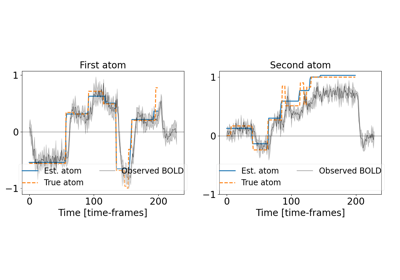 First atom
Second atom
1
0
−1
Est. atom
Observed BOLD
True atom
0
100
200
Time [time-frames]
1
0
−1
Est. atom
Observed BOLD
True atom
0
100
200
Time [time-frames]